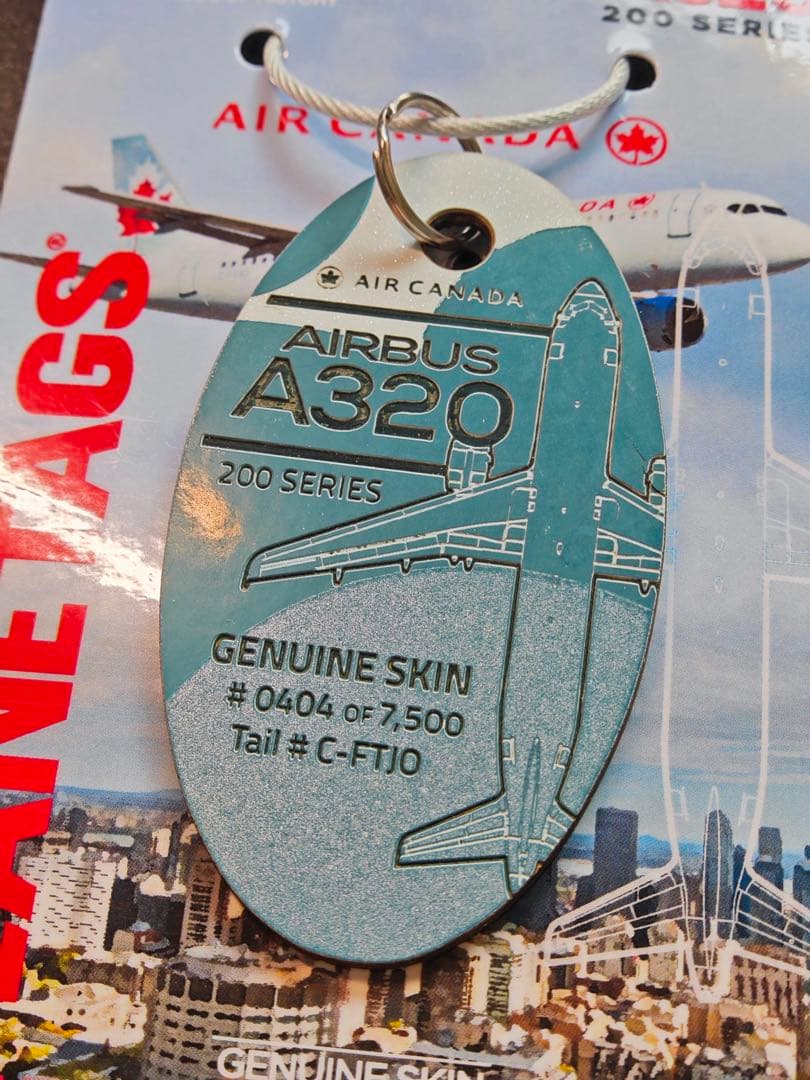 200 SERIES
AIR CANADA
PLANETAGS®
AIR CANADA
AIRBUS
A320
200 SERIES
GENUINE SKIN
# 0404 OF 7,500
Tail # C-FTJO
GENUINE SKIN